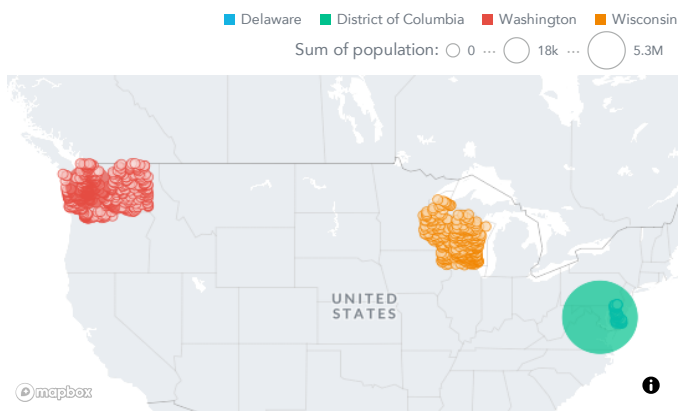 Delaware District of Columbia Washington Wisconsin
Sum of population: 0 ··· 18k ··· 5.3M
UNITED
STATES
mapbox
i